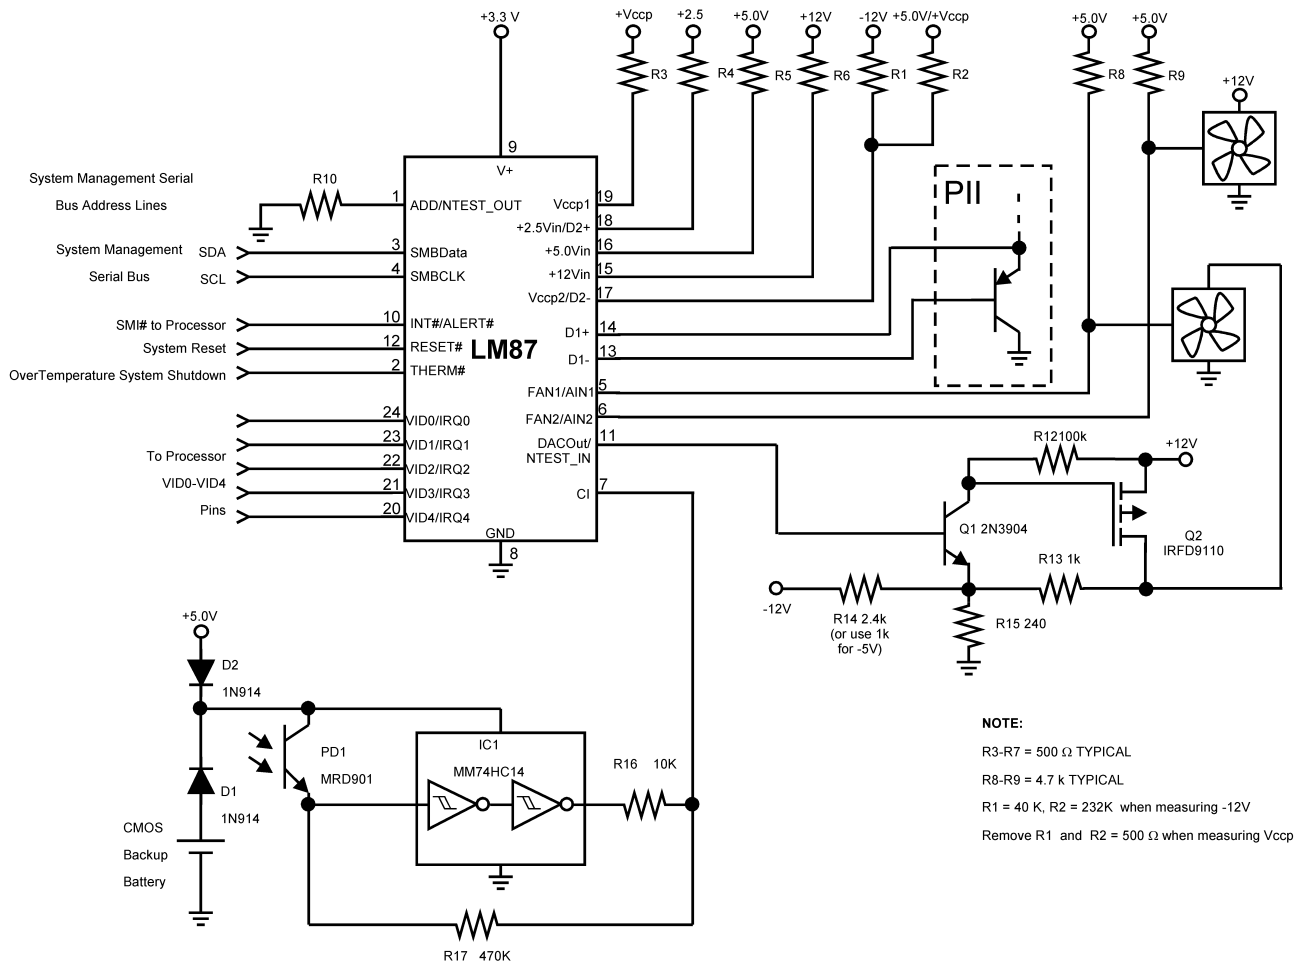 +3.3 V
+Vccp
+2.5
+5.0V
+12V
-12V
+5.0V/+Vccp
+5.0V
+5.0V
R3
R4
R5
R6
R1
R2
R8
R9
+12V
9
V+
PII
System Management Serial
Bus Address Lines
R10
1
ADD/NTEST_OUT
System Management
Serial Bus
SDA
3
SMBData
SCL
4
SMBCLK
SMI# to Processor
10
INT#/ALERT#
System Reset
12
RESET#
OverTemperature System Shutdown
2
THERM#
LM87
24
VID0/IRQ0
23
VID1/IRQ1
To Processor
VID0-VID4
Pins
22
VID2/IRQ2
21
VID3/IRQ3
20
VID4/IRQ4
Vccp1
19
+2.5Vin/D2+
18
+5.0Vin
16
+12Vin
15
Vccp2/D2-
17
D1+
14
D1-
13
FAN1/AIN1
5
FAN2/AIN2
6
DACOut/
NTEST_IN
11
CI
7
GND
8
R12100k
+12V
Q1 2N3904
Q2
IRFD9110
R13 1k
-12V
R14 2.4k
(or use 1k
for -5V)
R15 240
+5.0V
D2
1N914
PD1
MRD901
D1
1N914
CMOS
Backup
Battery
IC1
MM74HC14
R16 10K
R17 470K
NOTE:
R3-R7 = 500 Ω TYPICAL
R8-R9 = 4.7 k TYPICAL
R1 = 40 K, R2 = 232K when measuring -12V
Remove R1 and R2 = 500 Ω when measuring Vccp